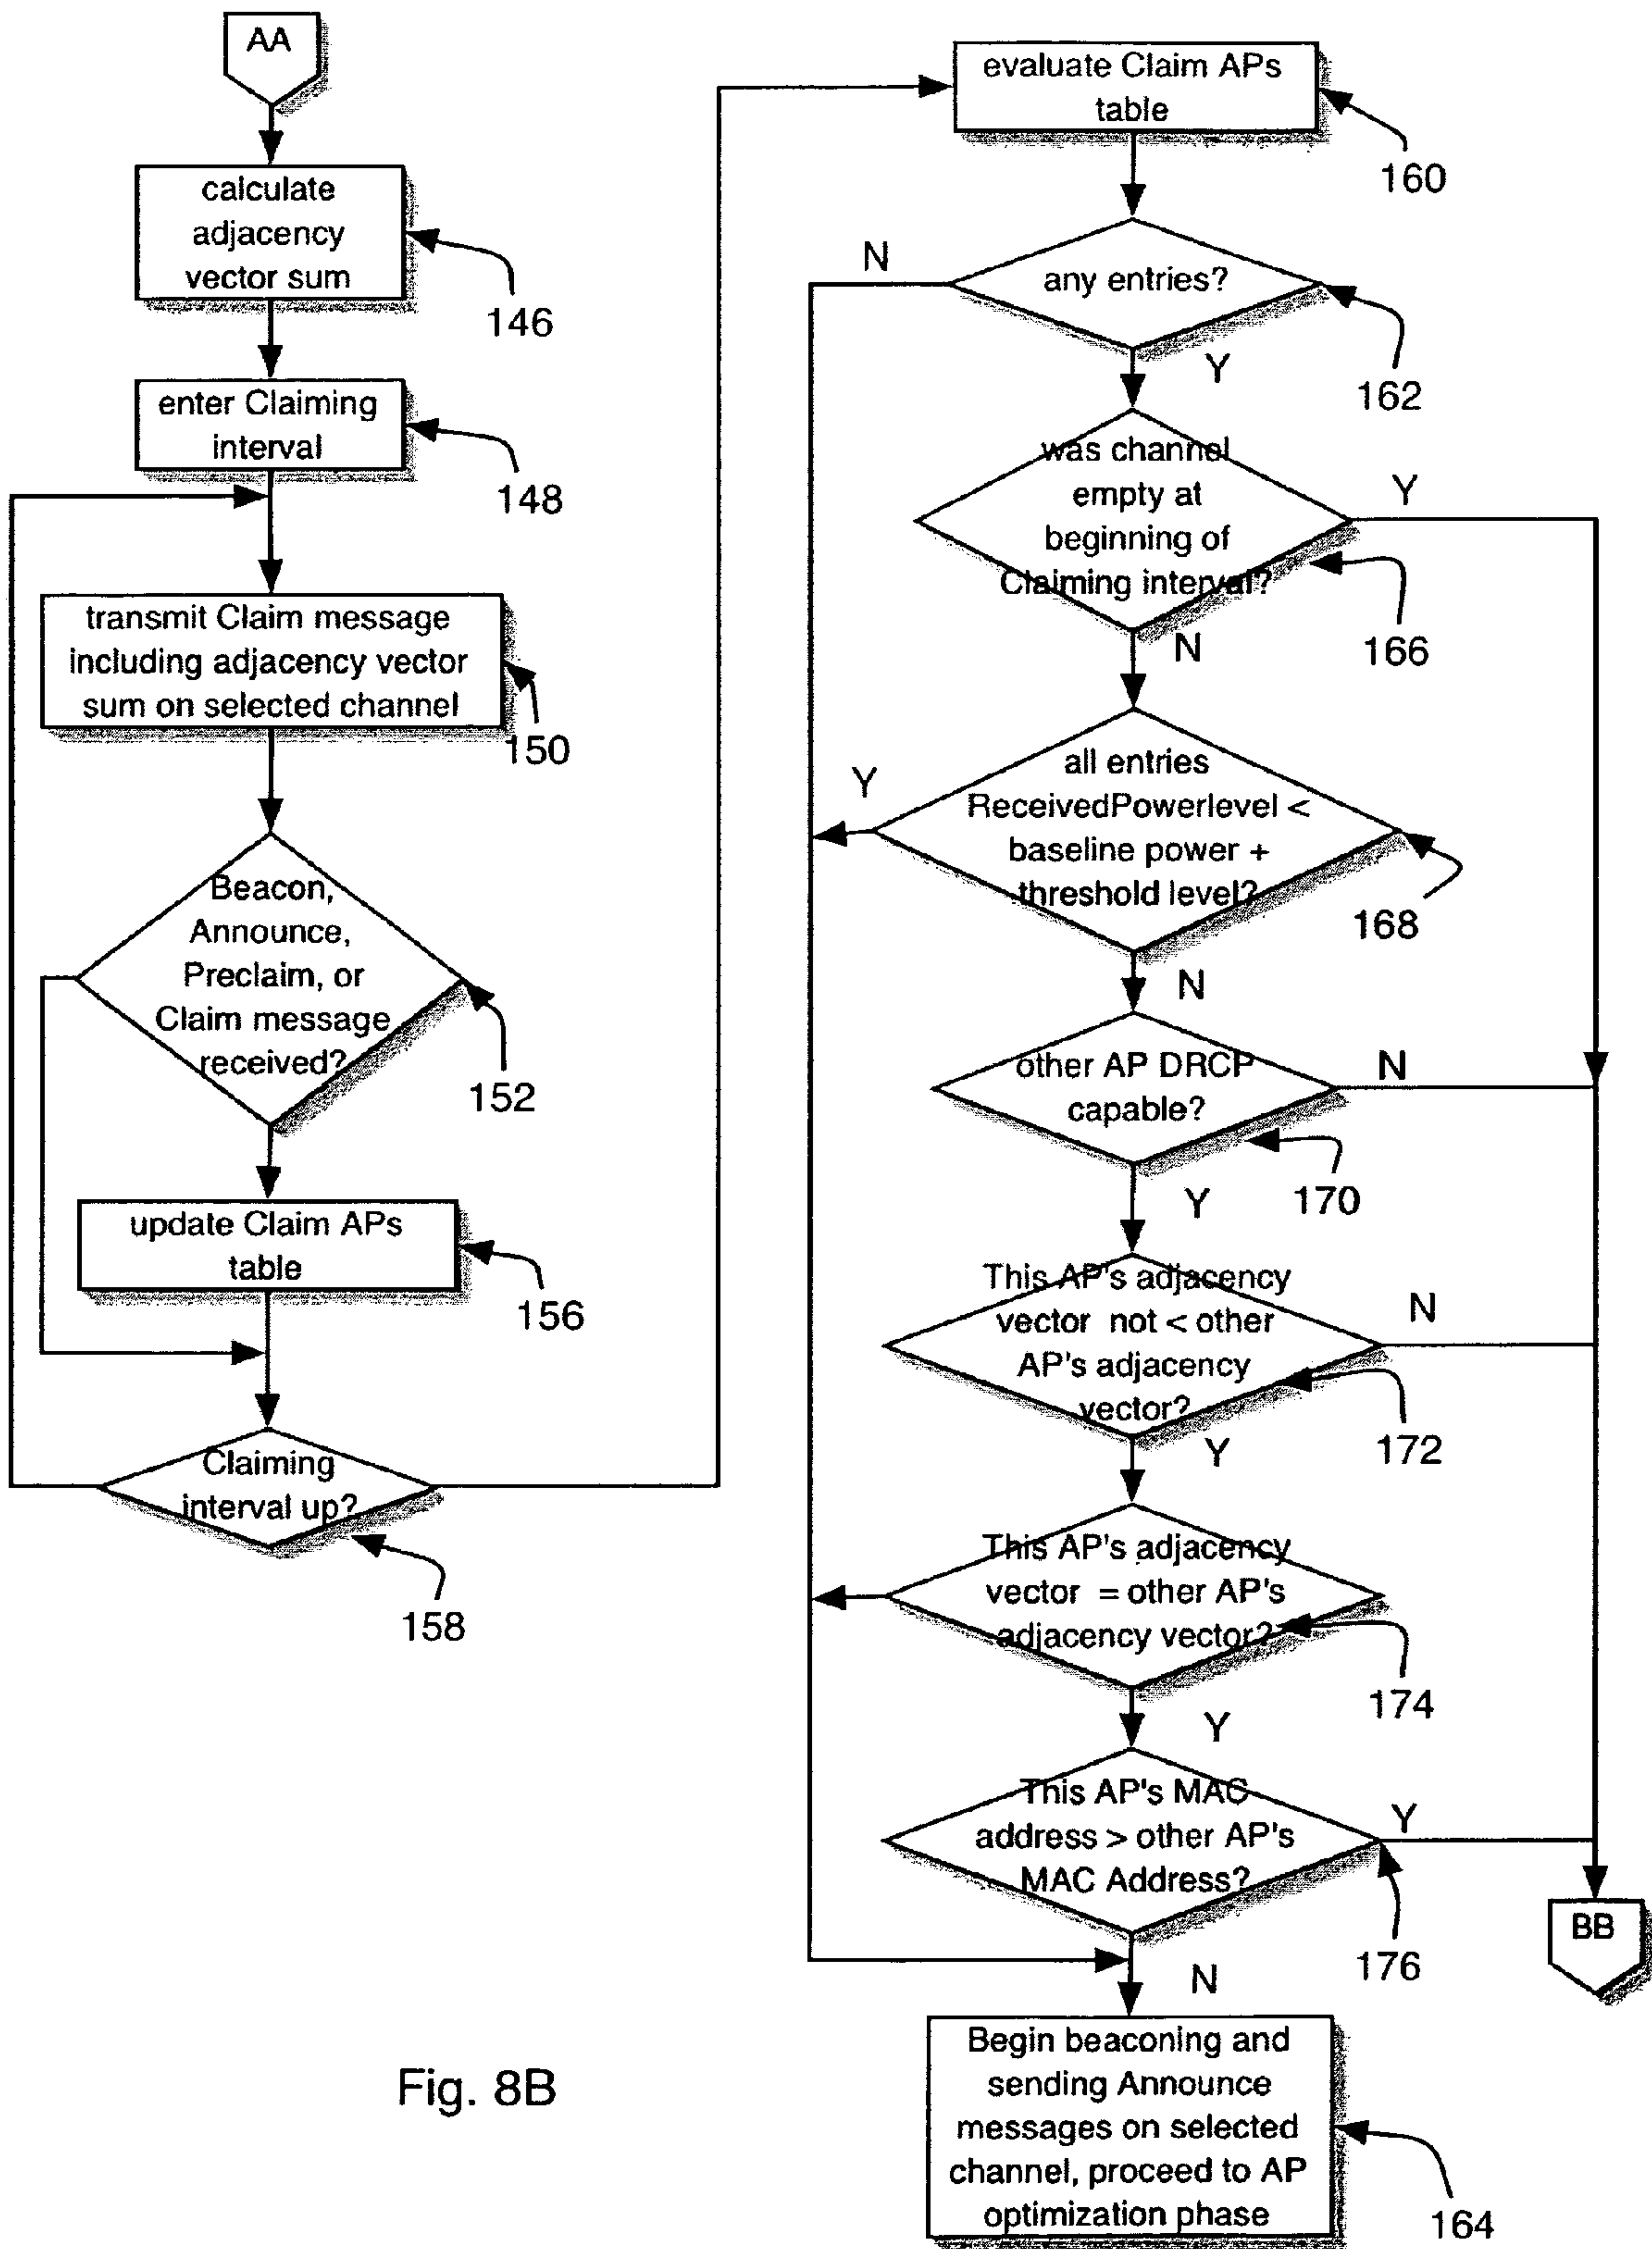 AA
calculate
adjacency
vector sum
146
enter Claiming
interval
148
transmit Claim message
including adjacency vector
sum on selected channel
150
Beacon,
Announce,
Preclaim, or
Claim message
received?
152
update Claim APs
table
156
Claiming
interval up?
158
evaluate Claim APs
table
160
any entries?
N
Y
162
was channel
empty at
beginning of
Claiming interval?
Y
N
166
all entries
ReceivedPowerlevel <
baseline power +
threshold level?
Y
N
168
other AP DRCP
capable?
N
Y
170
This AP's adjacency
vector not < other
AP's adjacency
vector?
N
Y
172
This AP's adjacency
vector = other AP's
adjacency vector?
Y
174
This AP's MAC
address > other AP's
MAC Address?
Y
N
176
BB
Begin beaconing and
sending Announce
messages on selected
channel, proceed to AP
optimization phase
164
Fig. 8B